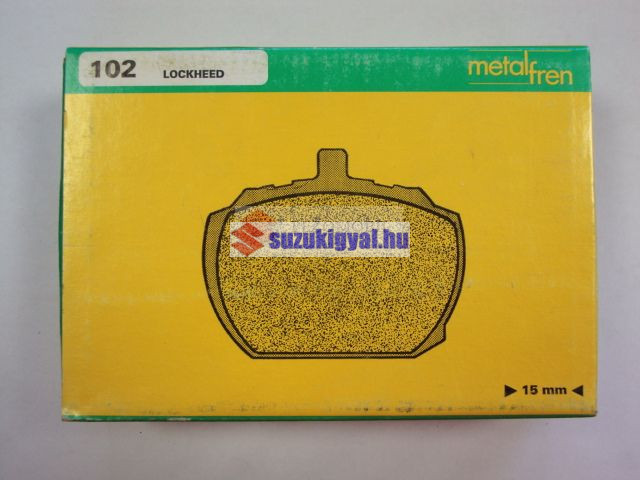 102 LOCKHEED
metalfren
suzukigyal.hu
▶ 15 mm ◀